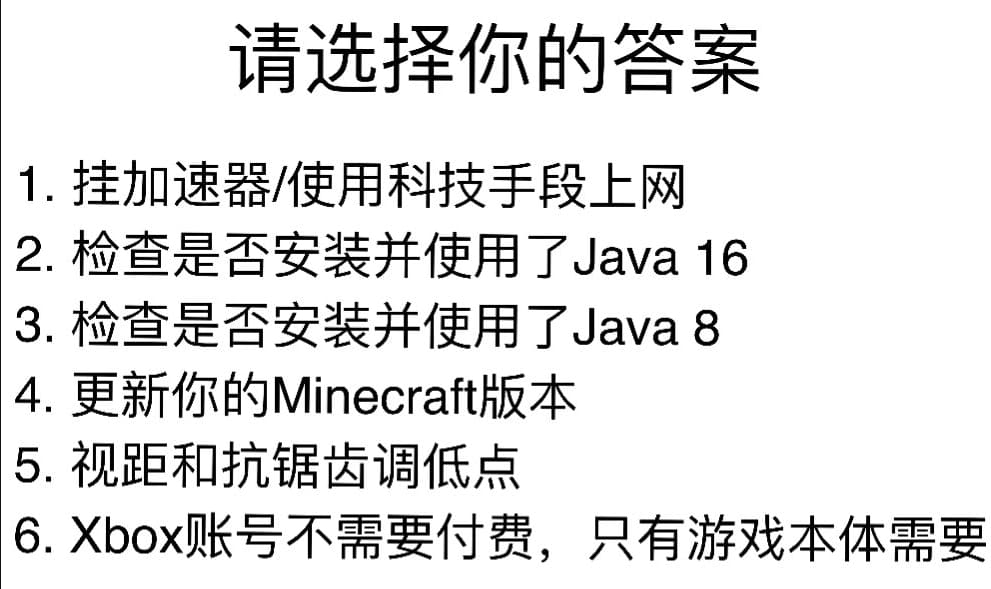 请选择你的答案
1. 挂加速器/使用科技手段上网
2. 检查是否安装并使用了Java 16
3. 检查是否安装并使用了Java 8
4. 更新你的Minecraft版本
5. 视距和抗锯齿调低点
6. Xbox账号不需要付费，只有游戏本体需要